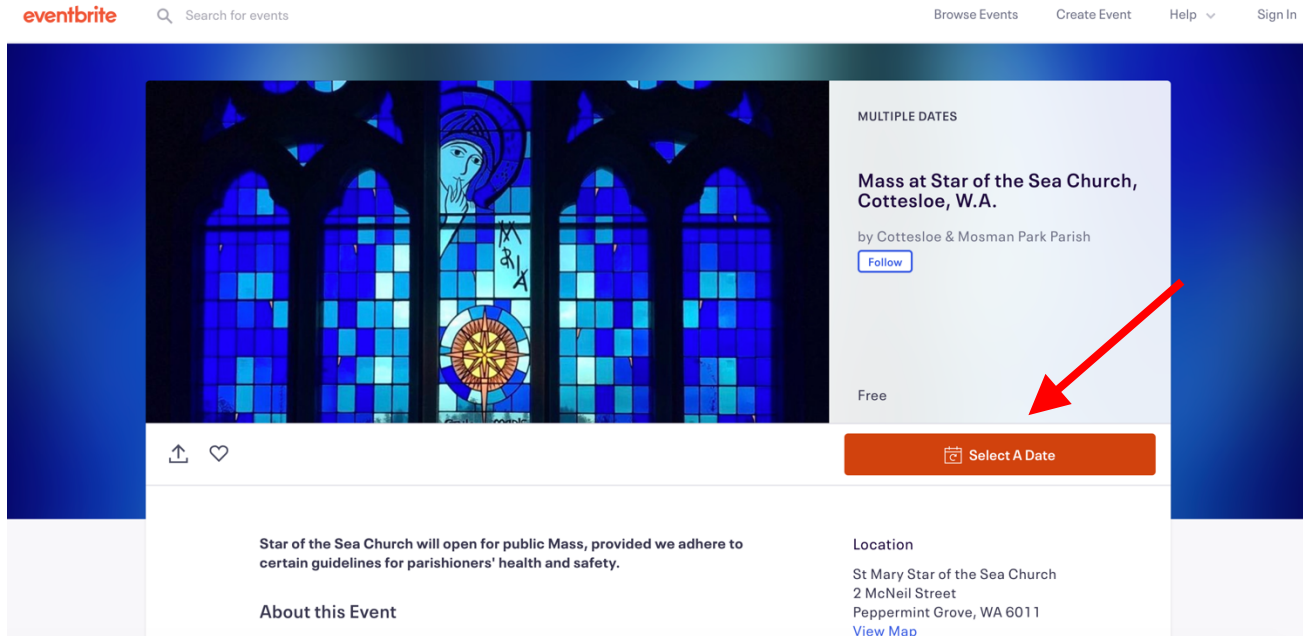 eventbrite
Search for events
Browse Events
Create Event
Help
Sign In
MULTIPLE DATES
Mass at Star of the Sea Church,
Cottesloe, W.A.
by Cottesloe & Mosman Park Parish
Follow
MARIA
Free
Select A Date
Star of the Sea Church will open for public Mass, provided we adhere to
certain guidelines for parishioners' health and safety.
About this Event
Location
St Mary Star of the Sea Church
2 McNeil Street
Peppermint Grove, WA 6011
View Map